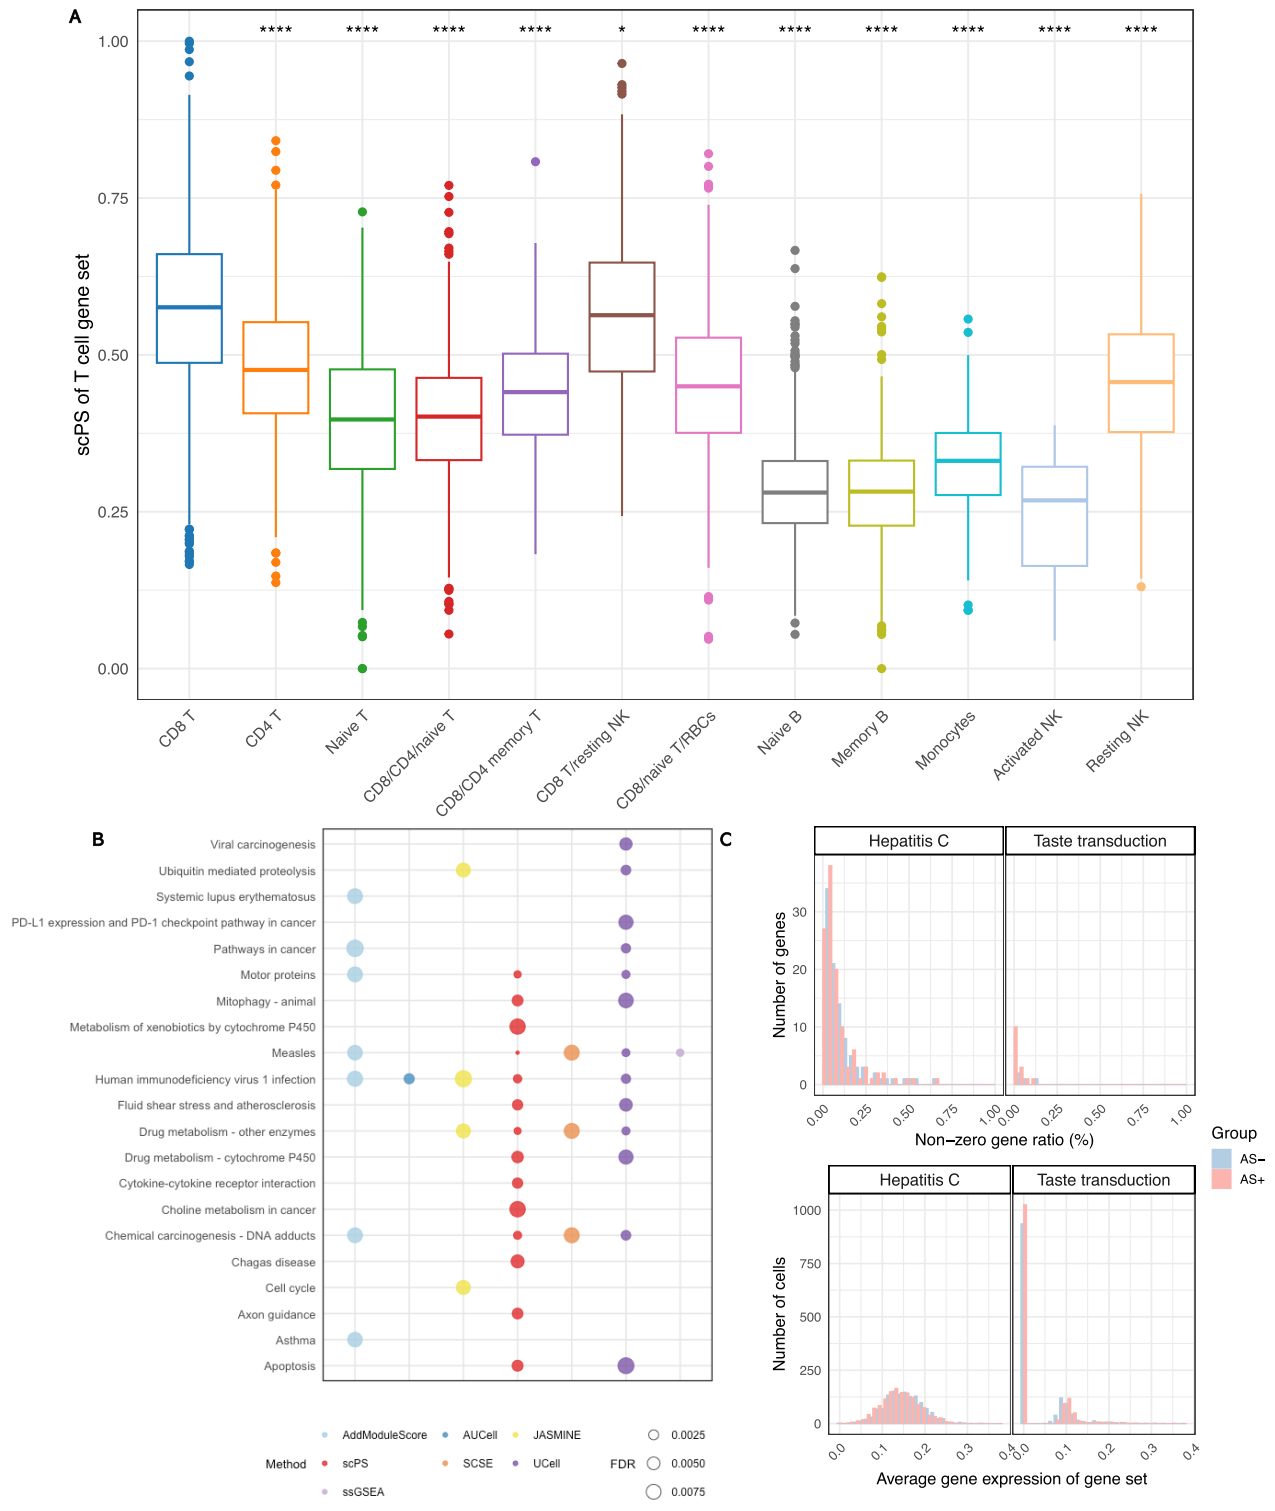 A
**** **** **** **** * **** **** **** **** **** ****
scPS of T cell gene set
1.00
0.75
0.50
0.25
0.00
CD8 T
CD4 T
Naive T
CD8/CD4/naive T
CD8/CD4 memory T
CD8 T/resting NK
CD8/naive T/RBCs
Naive B
Memory B
Monocytes
Activated NK
Resting NK
B
Viral carcinogenesis
Ubiquitin mediated proteolysis
Systemic lupus erythematosus
PD-L1 expression and PD-1 checkpoint pathway in cancer
Pathways in cancer
Motor proteins
Mitophagy - animal
Metabolism of xenobiotics by cytochrome P450
Measles
Human immunodeficiency virus 1 infection
Fluid shear stress and atherosclerosis
Drug metabolism - other enzymes
Drug metabolism - cytochrome P450
Cytokine-cytokine receptor interaction
Choline metabolism in cancer
Chemical carcinogenesis - DNA adducts
Chagas disease
Cell cycle
Axon guidance
Asthma
Apoptosis
Method
AddModuleScore AUCell JASMINE
scPS SCSE UCell
ssGSEA
FDR
0.0025
0.0050
0.0075
C
Hepatitis C Taste transduction
Number of genes
30
20
10
0
0.00 0.25 0.50 0.75 1.00 0.00 0.25 0.50 0.75 1.00
Non−zero gene ratio (%)
Hepatitis C Taste transduction
Number of cells
1000
750
500
250
0
0.0 0.1 0.2 0.3 0.4 0.0 0.1 0.2 0.3 0.4
Average gene expression of gene set
Group
AS−
AS+